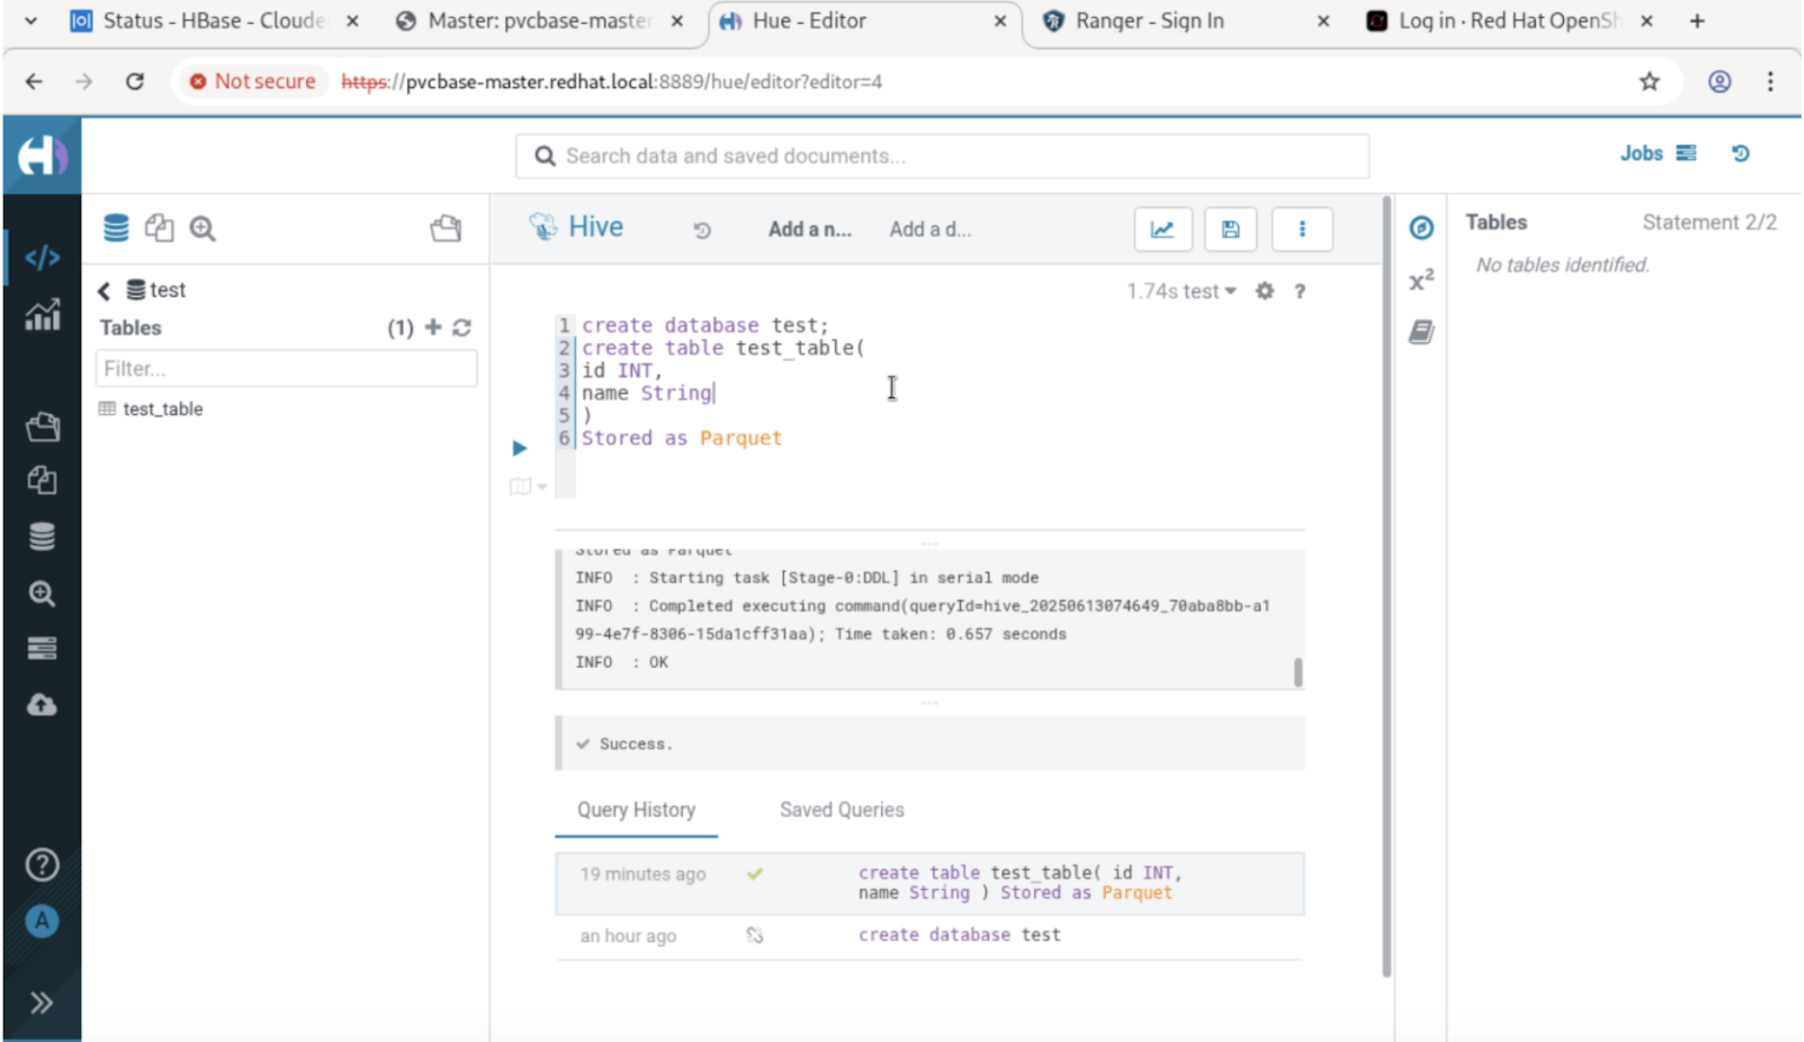 Status - HBase - Cloude
Master: pvcbase-master
Hue - Editor
Ranger - Sign In
Log in · Red Hat OpenSh
Not secure
https://pvcbase-master.redhat.local:8889/hue/editor?editor=4
Search data and saved documents...
Jobs
Hive
Add a n...
Add a d...
Tables
Statement 2/2
No tables identified.
test
Tables
(1)
Filter...
test_table
1.74s test
?
1 create database test;
2 create table test_table(
3 id INT,
4 name String
5 )
6 Stored as Parquet
x²
Stored as Parquet
INFO : Starting task [Stage-0:DDL] in serial mode
INFO : Completed executing command(queryId=hive_20250613074649_70aba8bb-a1
99-4e7f-8306-15da1cff31aa); Time taken: 0.657 seconds
INFO : OK
Success.
Query History
Saved Queries
19 minutes ago
create table test_table( id INT,
name String ) Stored as Parquet
an hour ago
create database test
A